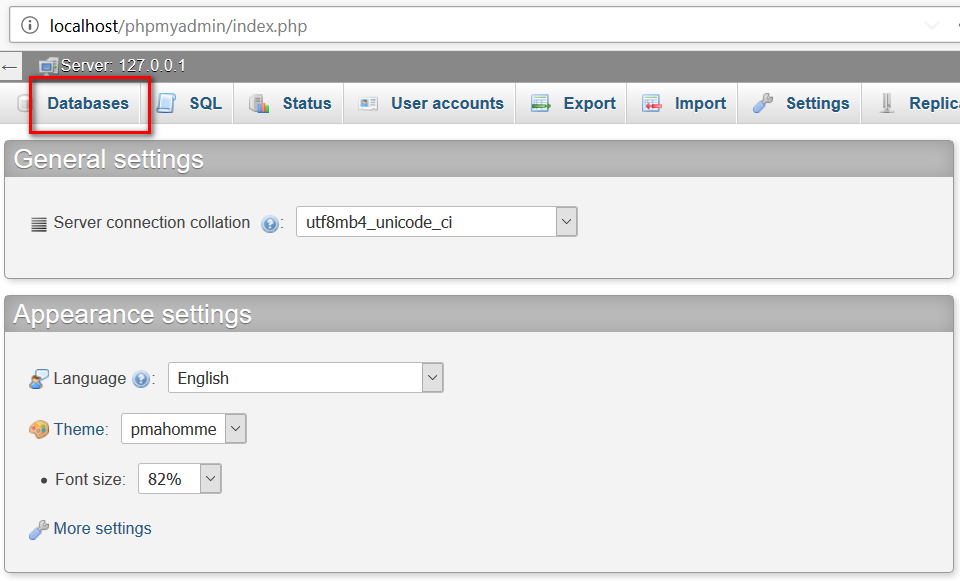 localhost/phpmyadmin/index.php
Server: 127.0.0.1
Databases SQL Status User accounts Export Import Settings
General settings
Server connection collation : utf8mb4_unicode_ci
Appearance settings
Language : English
Theme: pmahomme
• Font size: 82%
More settings